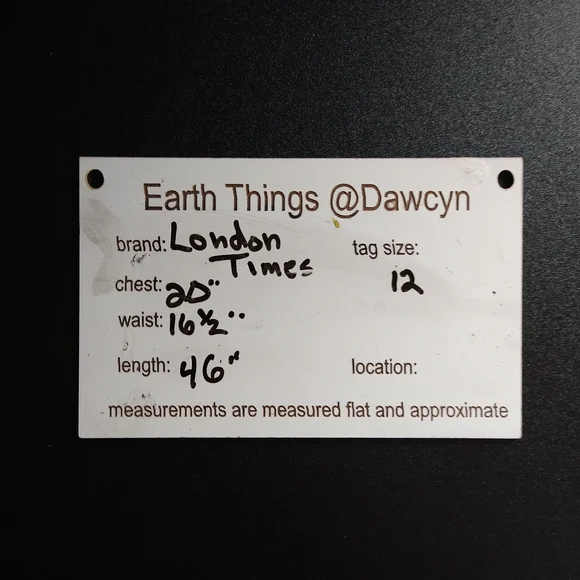 Earth Things @Dawcyn
brand: London Times
tag size: 12
chest: 20"
waist: 16½"
length: 46"
location:
measurements are measured flat and approximate